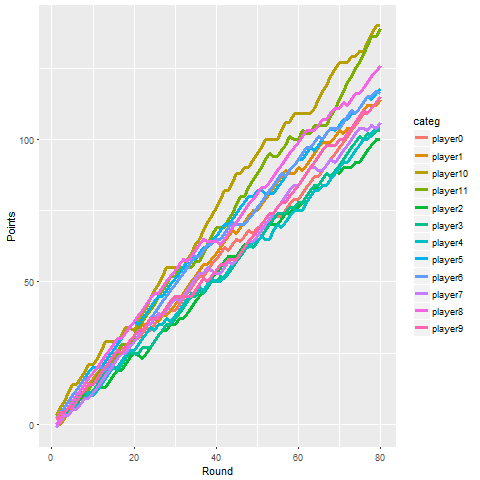 100
50
0
Points
0
20
40
60
80
Round
categ
player0
player1
player10
player11
player2
player3
player4
player5
player6
player7
player8
player9